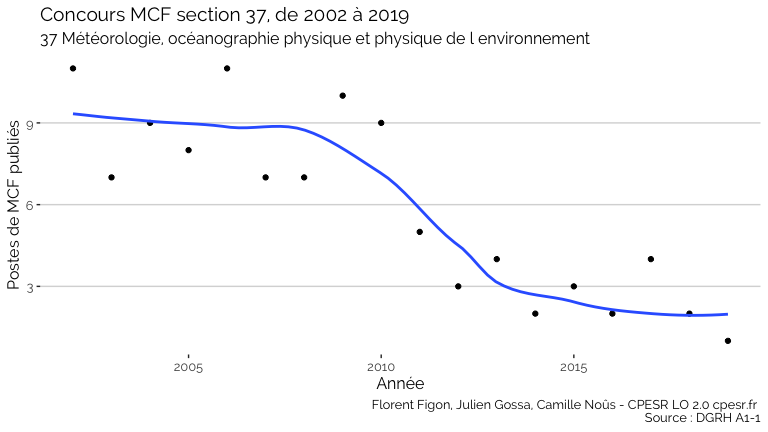 Concours MCF section 37, de 2002 à 2019
37 Météorologie, océanographie physique et physique de l environnement
Postes de MCF publiés
9
6
3
2005
2010
2015
Année
Florent Figon, Julien Gossa, Camille Noûs - CPESR LO 2.0 cpesr.fr
Source : DGRH A1-1